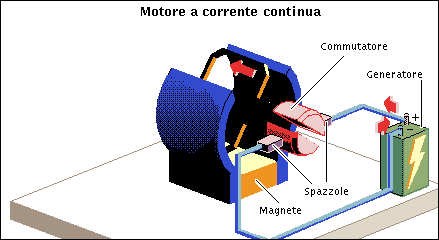 Motore a corrente continua
Commutatore
Generatore
+
Spazzole
Magnete